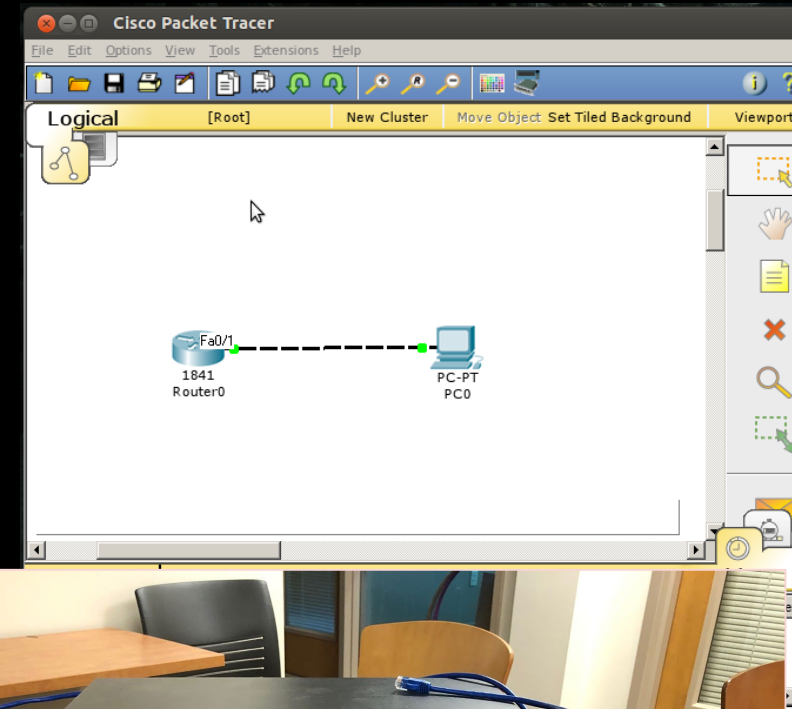 Cisco Packet Tracer
File Edit Options View Tools Extensions Help
Logical [Root] New Cluster Move Object Set Tiled Background Viewport
Fa0/1
1841
Router0
PC-PT
PC0